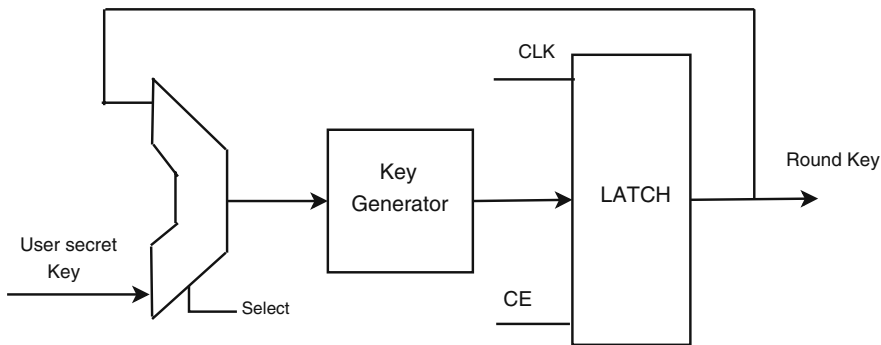 CLK
Round Key
Key
Generator
LATCH
User secret
Key
Select
CE